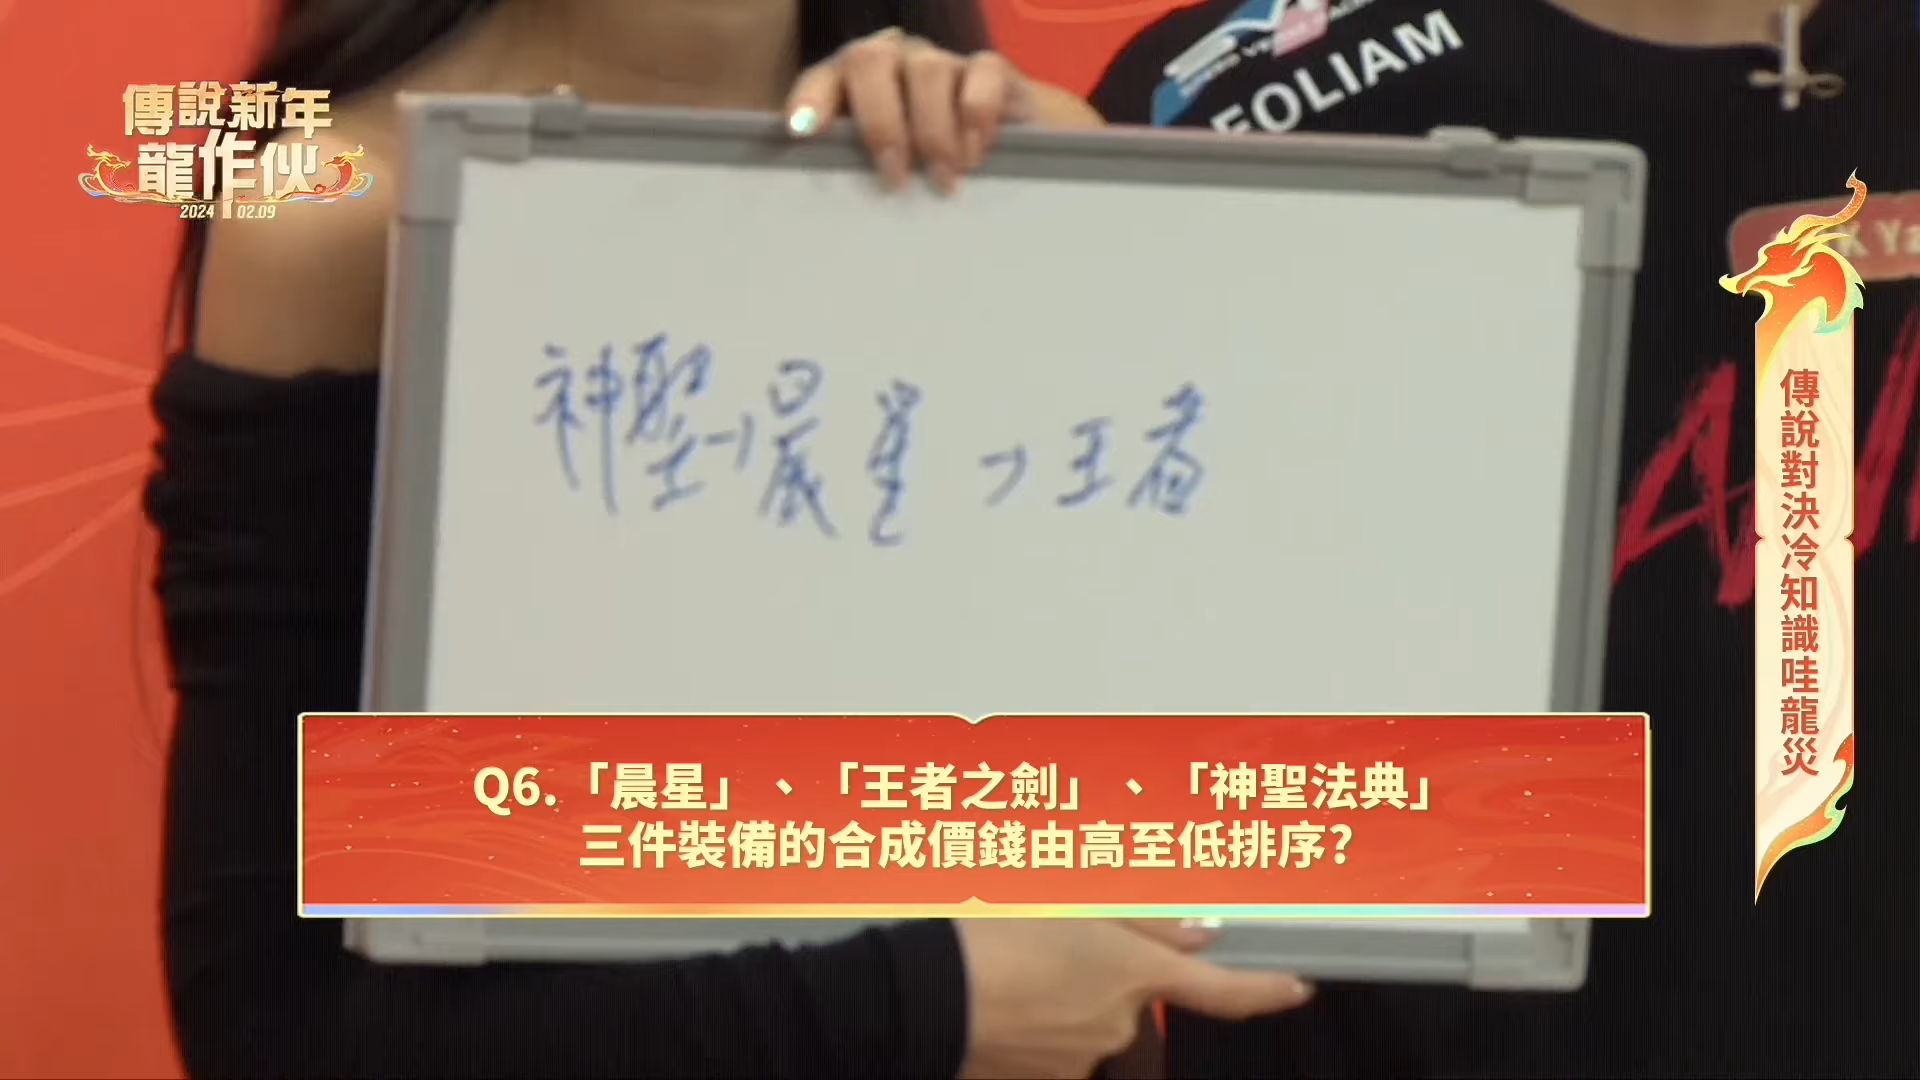 傳說新年
龍作伙
2024 02.09
FOLIAM
神聖→晨星→王者
傳說對決冷知識哇龍災
Q6.「晨星」、「王者之劍」、「神聖法典」
三件裝備的合成價錢由高至低排序?